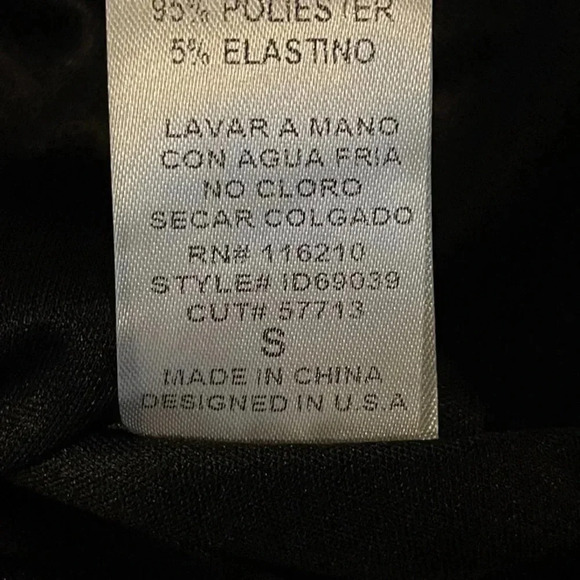 95% POLIESTER
5% ELASTINO
LAVAR A MANO
CON AGUA FRIA
NO CLORO
SECAR COLGADO
RN# 116210
STYLE# ID69039
CUT# 57713
S
MADE IN CHINA
DESIGNED IN U.S.A